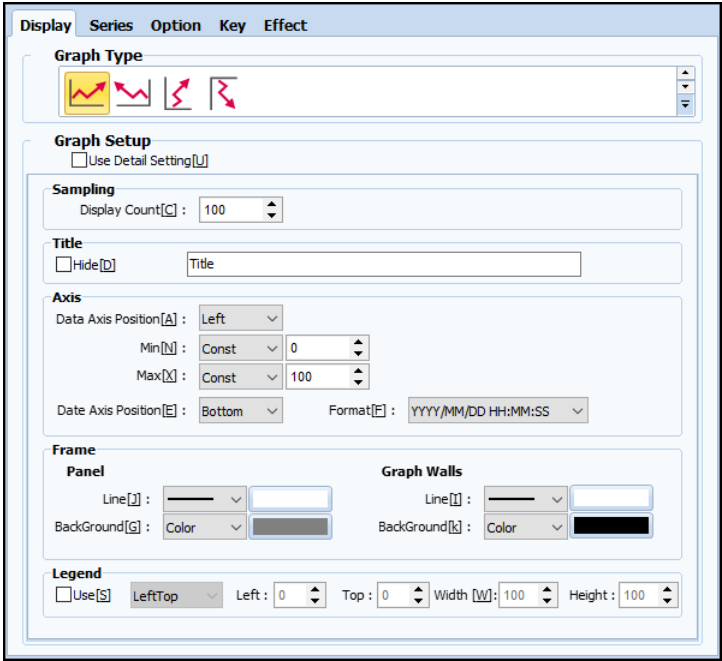 Display Series Option Key Effect
Graph Type
Graph Setup
Use Detail Setting[U]
Sampling
Display Count[C] : 100
Title
Hide[D] Title
Axis
Data Axis Position[A] : Left
Min[N] : Const 0
Max[X] : Const 100
Date Axis Position[E] : Bottom Format[F] : YYYY/MM/DD HH:MM:SS
Frame
Panel Graph Walls
Line[J] : Line[I] :
BackGround[G] : Color BackGround[k] : Color
Legend
Use[S] LeftTop Left : 0 Top : 0 Width [W]: 100 Height : 100